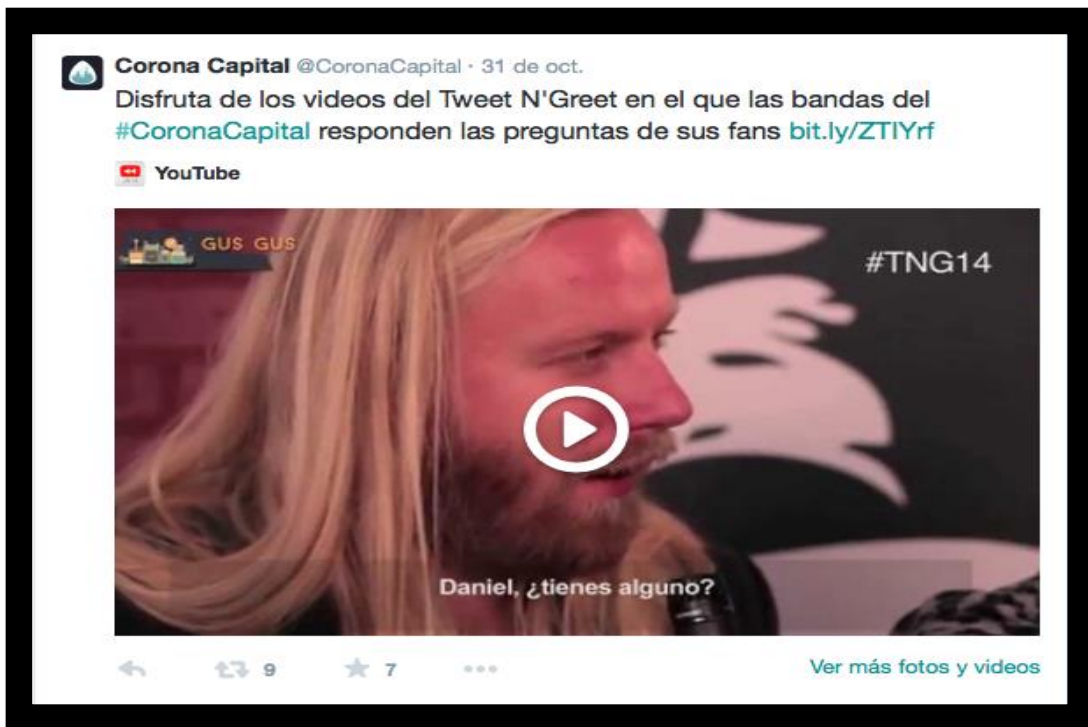 Corona Capital @CoronaCapital · 31 de oct.
Disfruta de los videos del Tweet N'Greet en el que las bandas del
#CoronaCapital responden las preguntas de sus fans bit.ly/ZTIYrf
YouTube
GUS GUS
#TNG14
Daniel, ¿tienes alguno?
9 7
Ver más fotos y videos